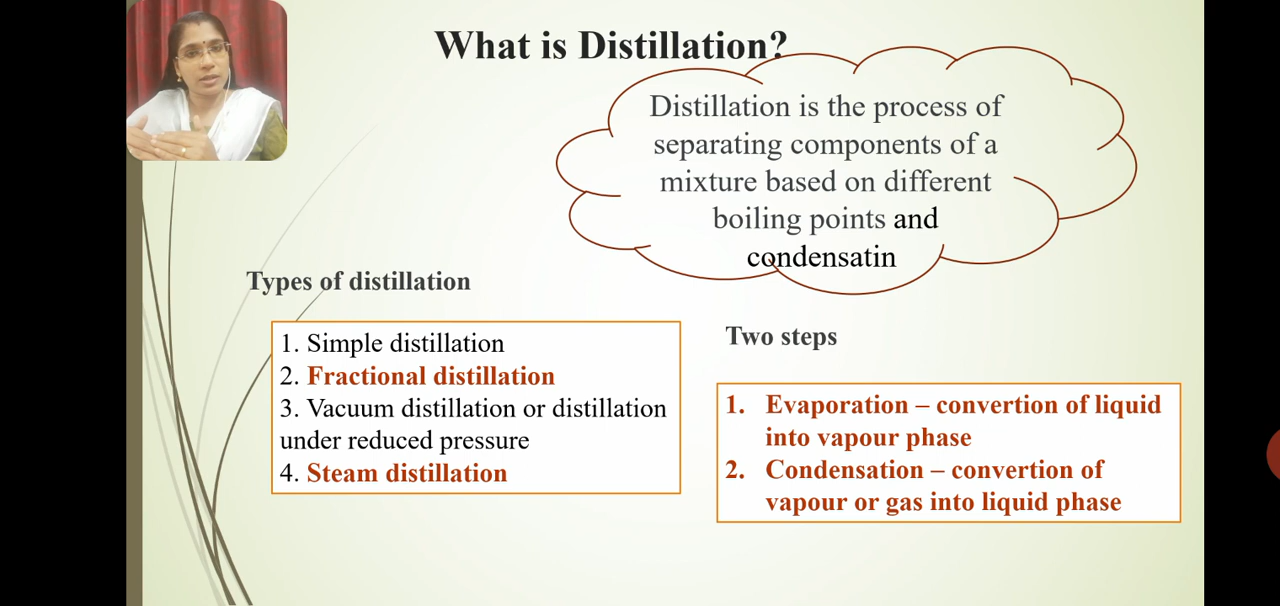 What is Distillation?
Distillation is the process of
separating components of a
mixture based on different
boiling points and
condensatin
Types of distillation
1. Simple distillation
2. Fractional distillation
3. Vacuum distillation or distillation
under reduced pressure
4. Steam distillation
Two steps
1. Evaporation – convertion of liquid
into vapour phase
2. Condensation – convertion of
vapour or gas into liquid phase